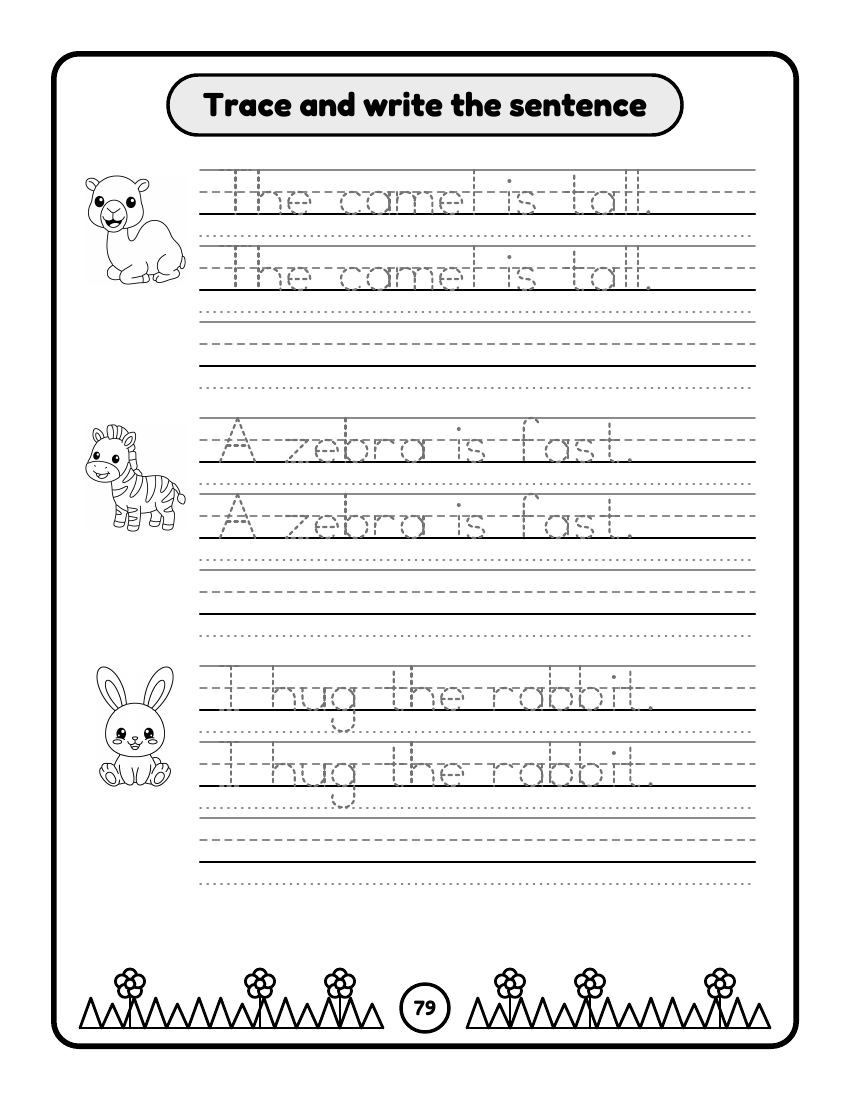 Trace and write the sentence
The camel is tall.
The camel is tall.
A zebra is fast.
A zebra is fast.
I hug the rabbit.
I hug the rabbit.
79